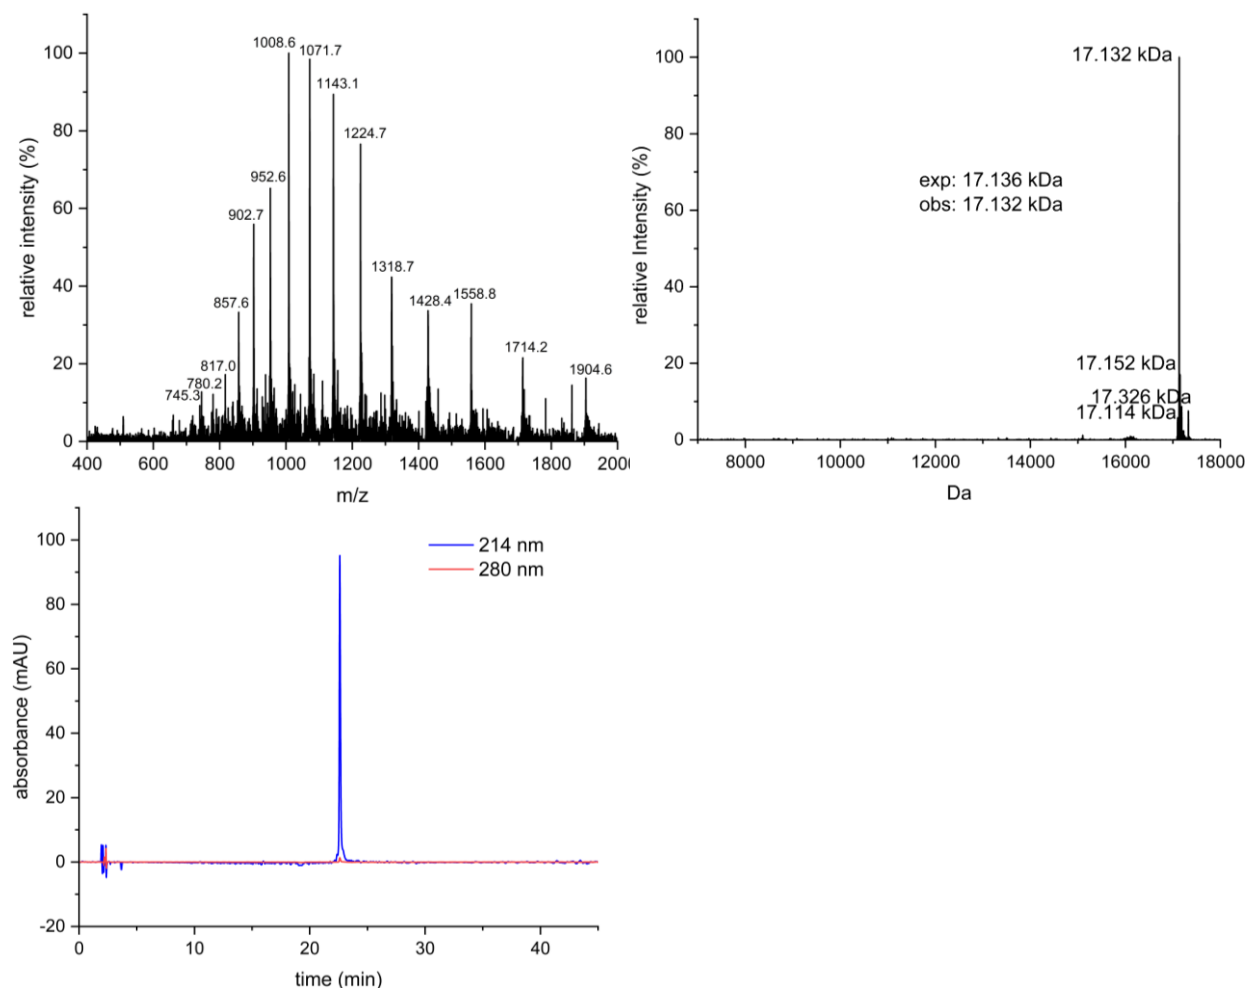 relative intensity (%)
100
80
60
40
20
0
1008.6
1071.7
1143.1
1224.7
952.6
902.7
1318.7
857.6
1428.4
1558.8
817.0
780.2
745.3
1714.2
1904.6
400 600 800 1000 1200 1400 1600 1800 2000
m/z
relative Intensity (%)
100
80
60
40
20
0
17.132 kDa
exp: 17.136 kDa
obs: 17.132 kDa
17.152 kDa
17.326 kDa
17.114 kDa
8000 10000 12000 14000 16000 18000
Da
absorbance (mAU)
100
80
60
40
20
0
-20
214 nm
280 nm
0 10 20 30 40
time (min)